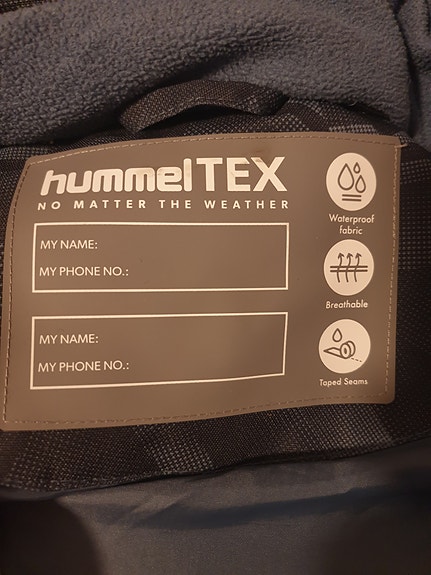 hummelTEX
NO MATTER THE WEATHER
MY NAME:
MY PHONE NO.:
MY NAME:
MY PHONE NO.:
Waterproof
fabric
Breathable
Taped Seams